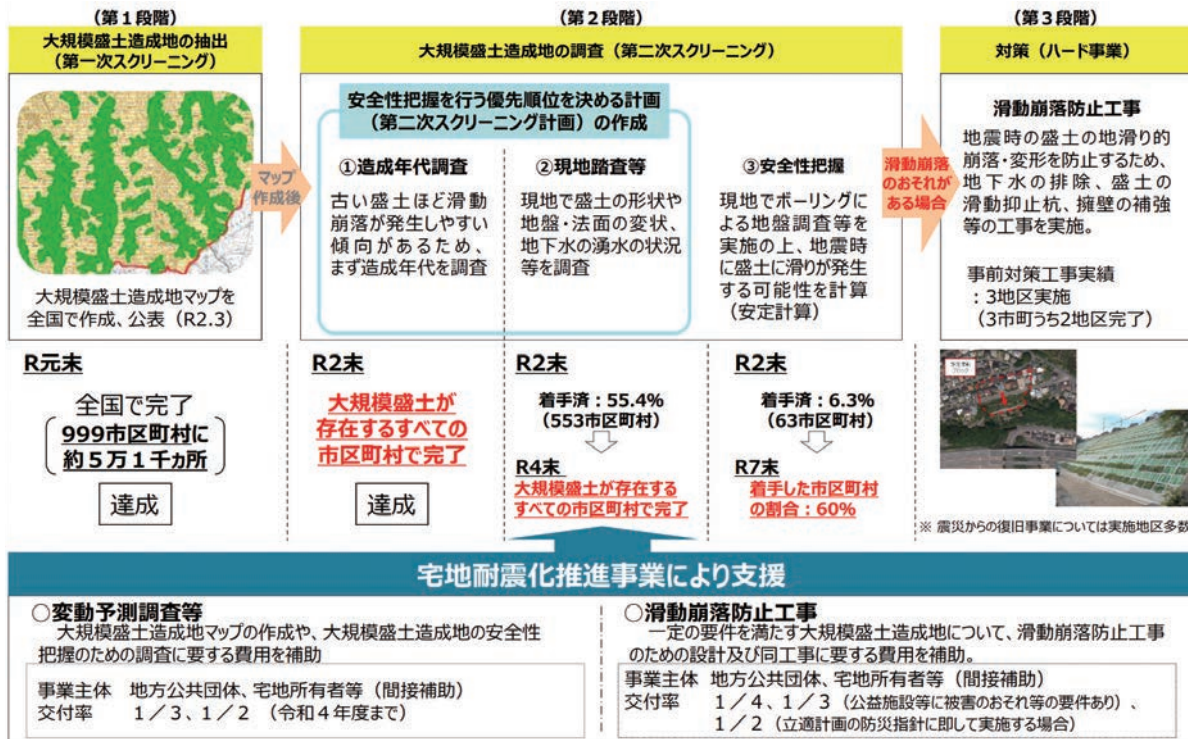 (第1段階)
大規模盛土造成地の抽出
(第一次スクリーニング)
大規模盛土造成地マップを
全国で作成、公表(R2.3)
マップ
作成後
(第2段階)
大規模盛土造成地の調査(第二次スクリーニング)
安全性把握を行う優先順位を決める計画
(第二次スクリーニング計画)の作成
①造成年代調査
古い盛土ほど滑動
崩落が発生しやすい
傾向があるため、
まず造成年代を調査
②現地踏査等
現地で盛土の形状や
地盤・法面の変状、
地下水の湧水の状況
等を調査
③安全性把握
現地でボーリングに
よる地盤調査等を
実施の上、地震時
に盛土に滑りが発生
する可能性を計算
(安定計算)
滑動崩落
のおそれが
ある場合
(第3段階)
対策(ハード事業)
滑動崩落防止工事
地震時の盛土の地滑り的
崩落・変形を防止するため、
地下水の排除、盛土の
滑動抑止杭、擁壁の補強
等の工事を実施。
事前対策工事実績
:3地区実施
(3市町うち2地区完了)
R元末
全国で完了
999市区町村に
約5万1千カ所
達成
R2末
大規模盛土が
存在するすべての
市区町村で完了
達成
R2末
着手済:55.4%
(553市区町村)
R4末
大規模盛土が存在する
すべての市区町村で完了
R2末
着手済:6.3%
(63市区町村)
R7末
着手した市区町村
の割合:60%
※ 震災からの復旧事業については実施地区多数
宅地耐震化推進事業により支援
○変動予測調査等
大規模盛土造成地マップの作成や、大規模盛土造成地の安全性
把握のための調査に要する費用を補助
事業主体 地方公共団体、宅地所有者等(間接補助)
交付率 1/3、1/2 (令和4年度まで)
○滑動崩落防止工事
一定の要件を満たす大規模盛土造成地について、滑動崩落防止工事
のための設計及び同工事に要する費用を補助。
事業主体 地方公共団体、宅地所有者等(間接補助)
交付率 1/4、1/3(公益施設等に被害のおそれ等の要件あり)、
1/2(立適計画の防災指針に即して実施する場合)